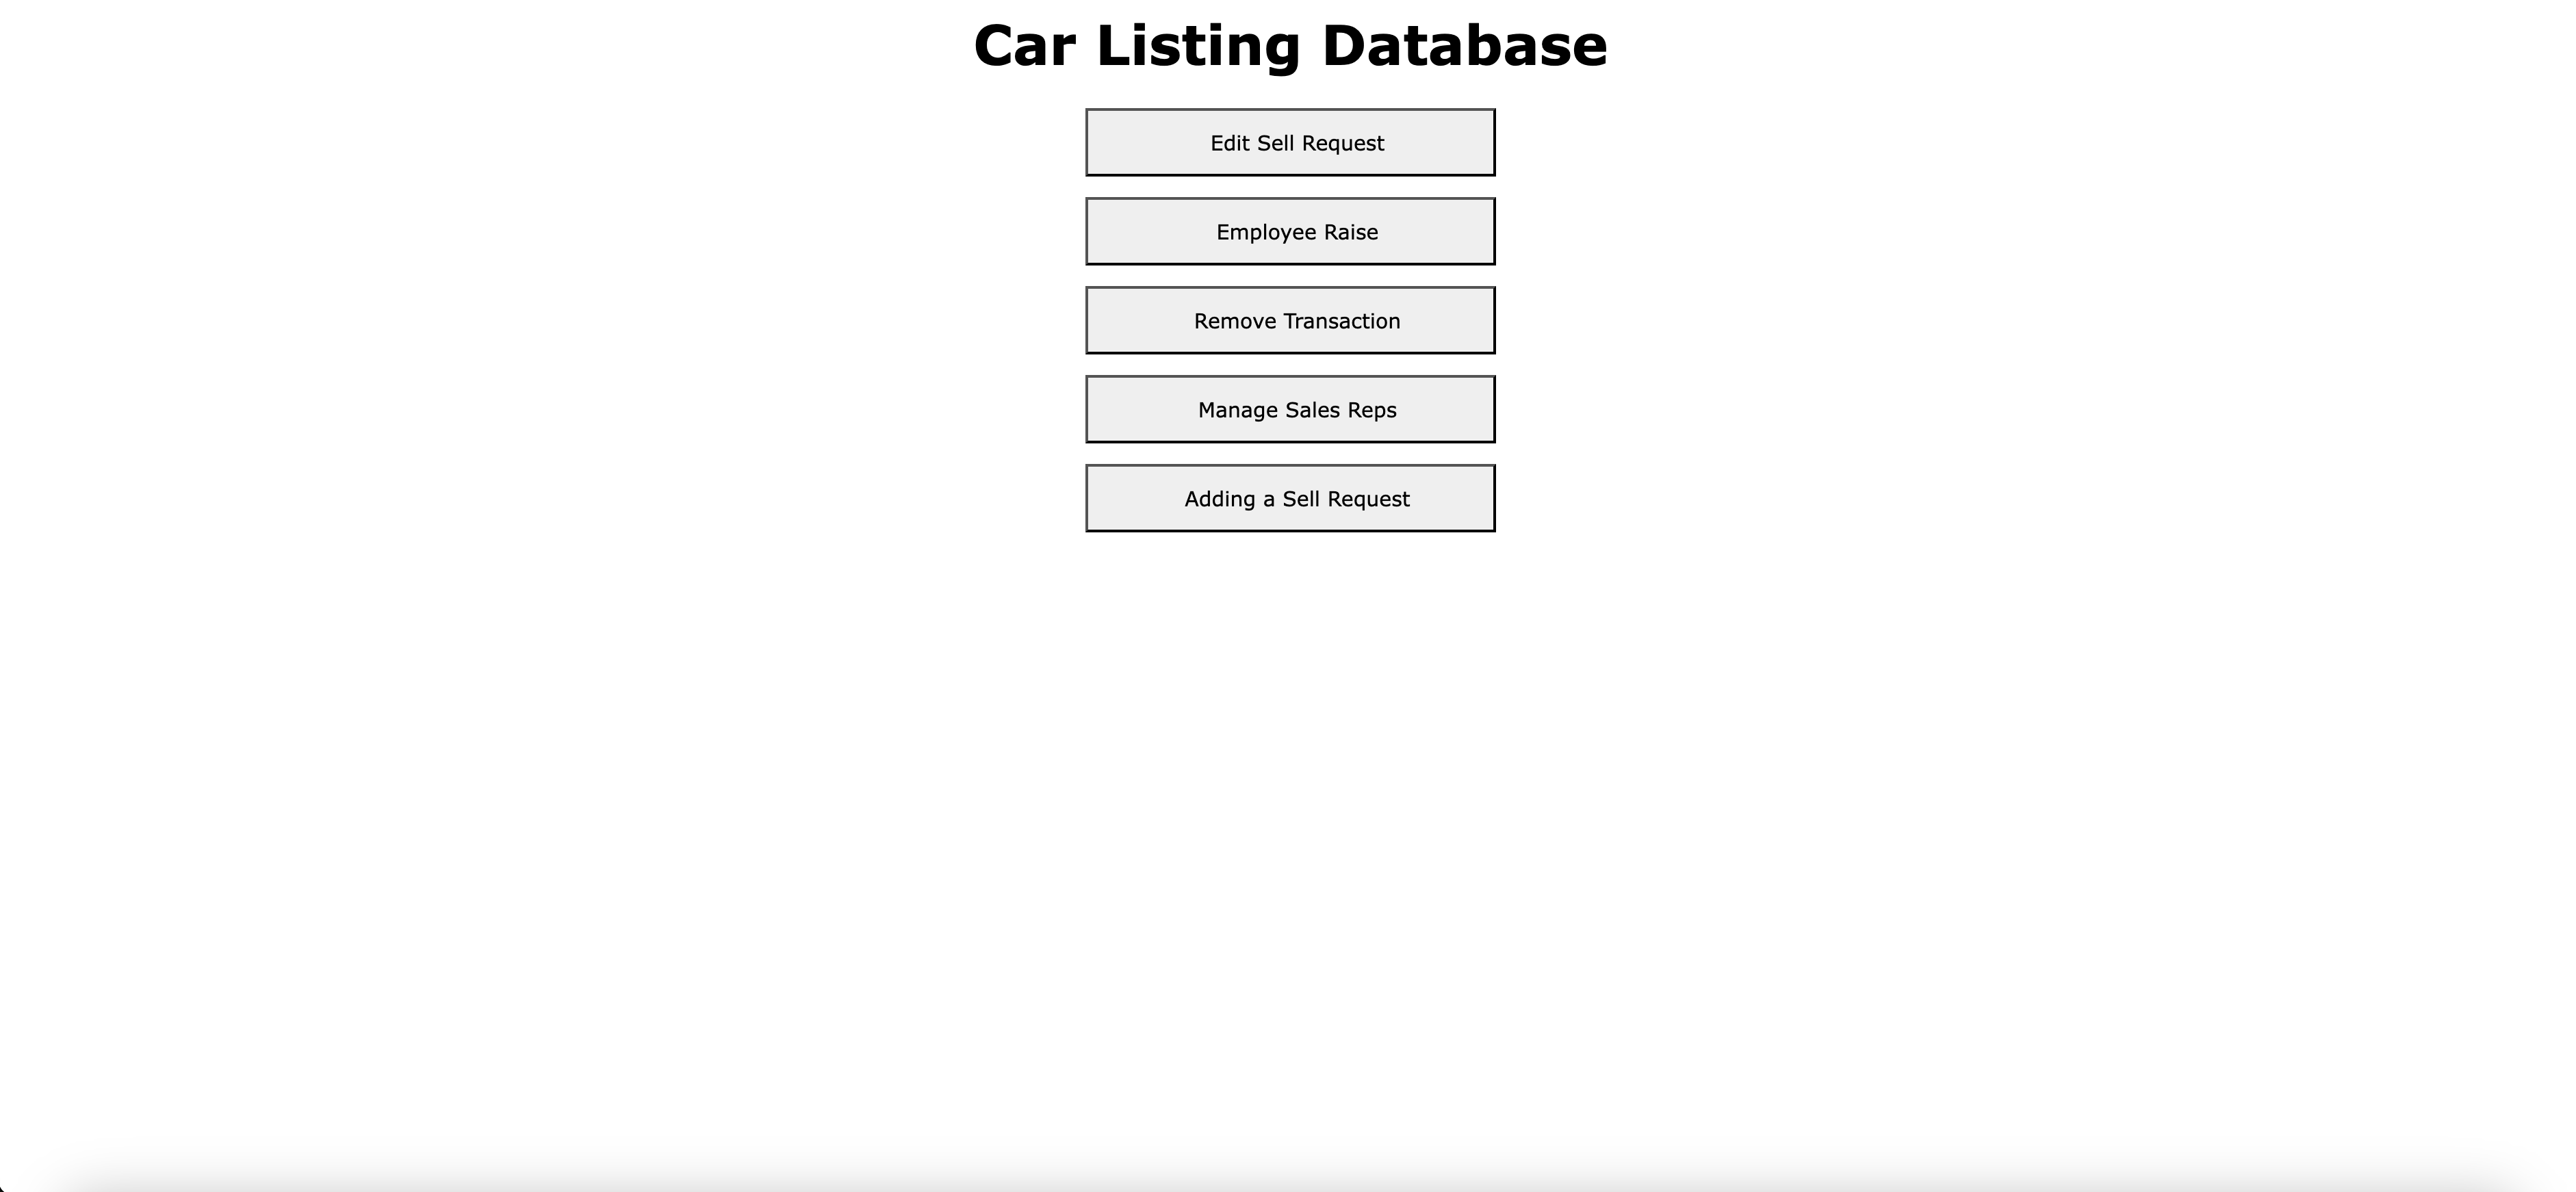 Car Listing Database
Edit Sell Request
Employee Raise
Remove Transaction
Manage Sales Reps
Adding a Sell Request